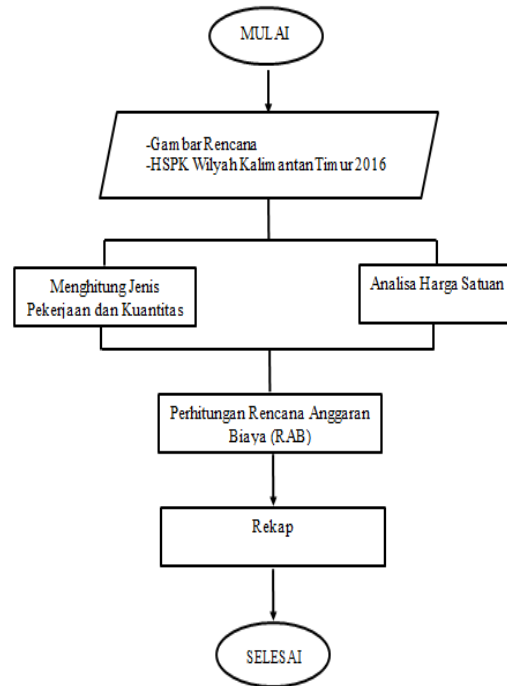 MULAI
-Gambar Rencana
-HSPK Wilyah Kalimantan Timur 2016
Menghitung Jenis
Pekerjaan dan Kuantitas
Analisa Harga Satuan
Perhitungan Rencana Anggaran
Biaya (RAB)
Rekap
SELESAI